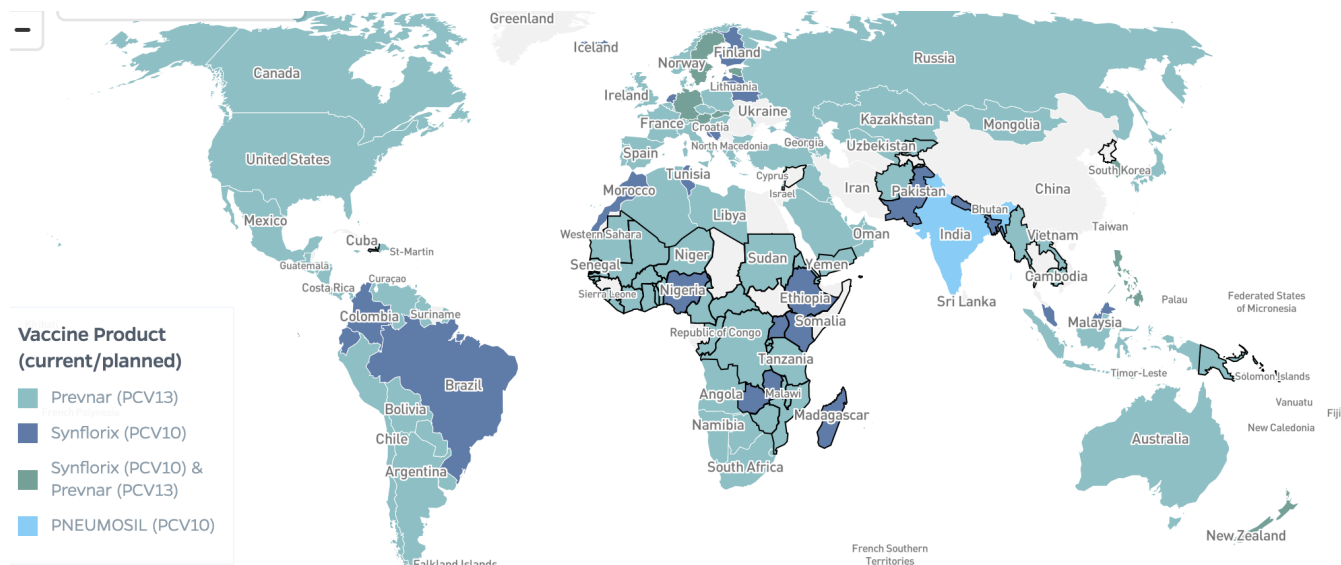 Greenland
Iceland
Finland
Norway
Russia
Canada
Lithuania
Ireland
Ukraine
Kazakhstan
France
Croatia
Mongolia
Georgia
Uzbekistan
North Macedonia
United States
Spain
South Korea
Tunisia
Cyprus
Morocco
Israel
Iran
Pakistan
China
Mexico
Libya
Bhutan
Western Sahara
Oman
India
Taiwan
Cuba
St-Martin
Vietnam
Niger
Sudan
Senegal
Yemen
Guatemala
Cambodia
Curaçao
Costa Rica
Sierra Leone
Nigeria
Ethiopia
Sri Lanka
Palau
Federated States
of Micronesia
Colombia
Suriname
Somalia
Malaysia
Republic of Congo
Tanzania
Timor-Leste
Solomon Islands
Vaccine Product
(current/planned)
Brazil
Angola
Malawi
Prevnar (PCV13)
Vanuatu
French Polynesia
Bolivia
Madagascar
Fiji
Synflorix (PCV10)
Chile
Namibia
New Caledonia
Australia
Synflorix (PCV10) &
Prevnar (PCV13)
Argentina
South Africa
PNEUMOSIL (PCV10)
New Zealand
French Southern
Territories
Falkland Islands